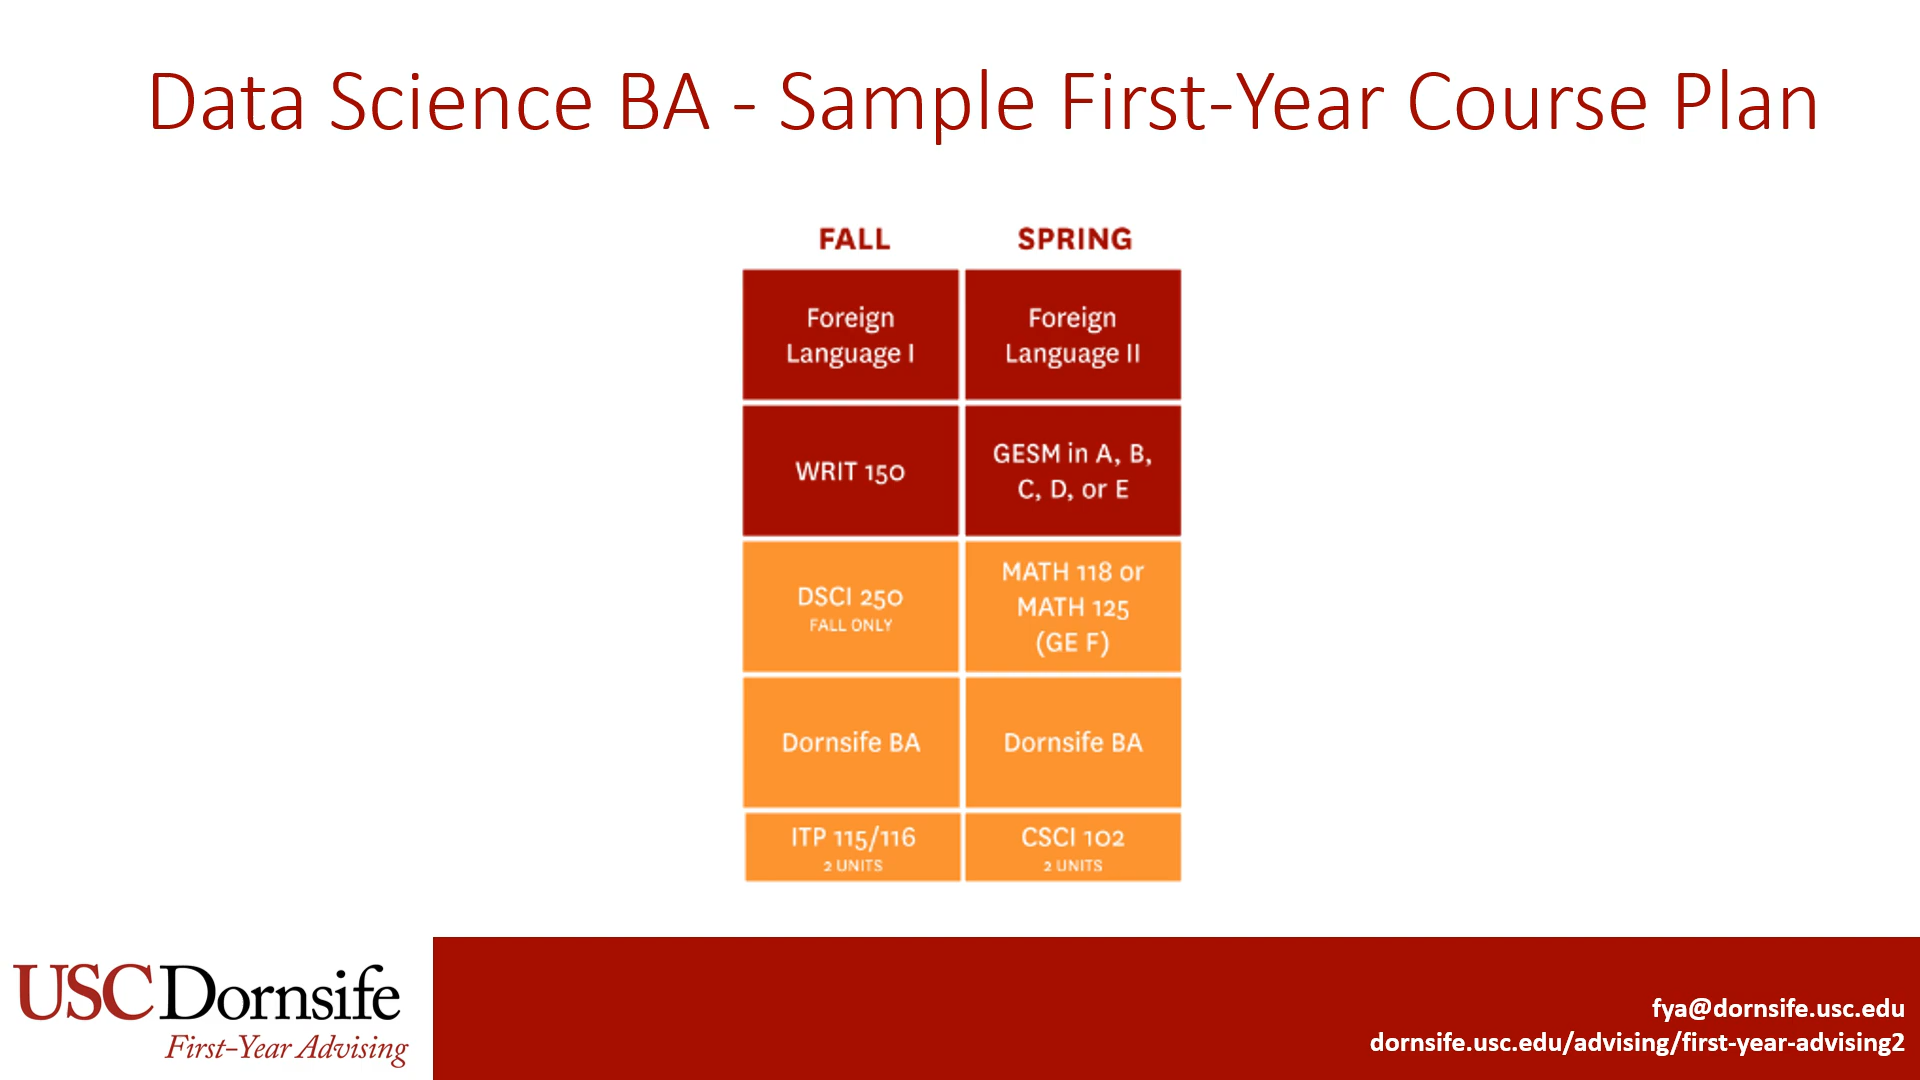 Data Science BA - Sample First-Year Course Plan
FALL
SPRING
Foreign
Language I
Foreign
Language II
WRIT 150
GESM in A, B,
C, D, or E
DSCI 250
FALL ONLY
MATH 118 or
MATH 125
(GE F)
Dornsife BA
Dornsife BA
ITP 115/116
2 UNITS
CSCI 102
2 UNITS
USC Dornsife
First-Year Advising
fya@dornsife.usc.edu
dornsife.usc.edu/advising/first-year-advising2